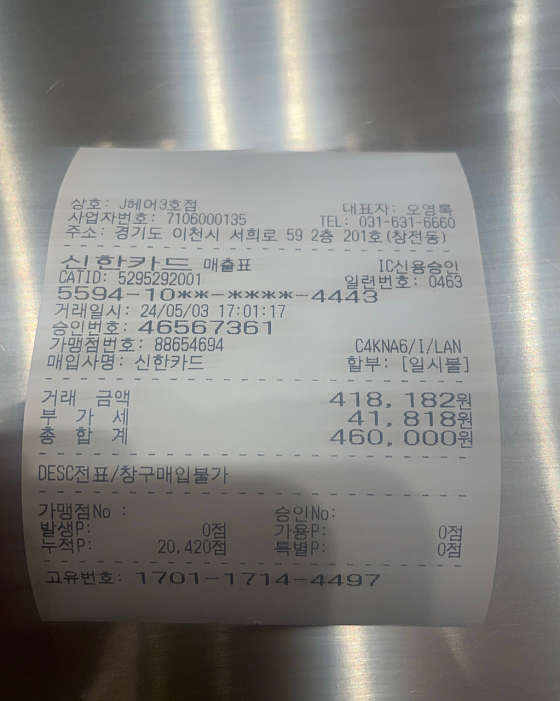 상호: J헤어3호점 대표자: 오영록
사업자번호: 7106000135 TEL: 031-631-6660
주소: 경기도 이천시 서희로 59 2층 201호(창전동)
신한카드 매출표 IC신용승인
CATID: 5295292001 일련번호: 0463
5594-10**-****-4443
거래일시: 24/05/03 17:01:17
승인번호: 46567361
가맹점번호: 88654694 C4KNA6/I/LAN
매입사명: 신한카드 할부: [일시불]
거래 금액 418,182원
부 가 세 41,818원
총 합 계 460,000원
DESC전표/창구매입불가
가맹점No : 승인No:
발생P: 0점 가용P: 0점
누적P: 20,420점 특별P: 0점
고유번호: 1701-1714-4497